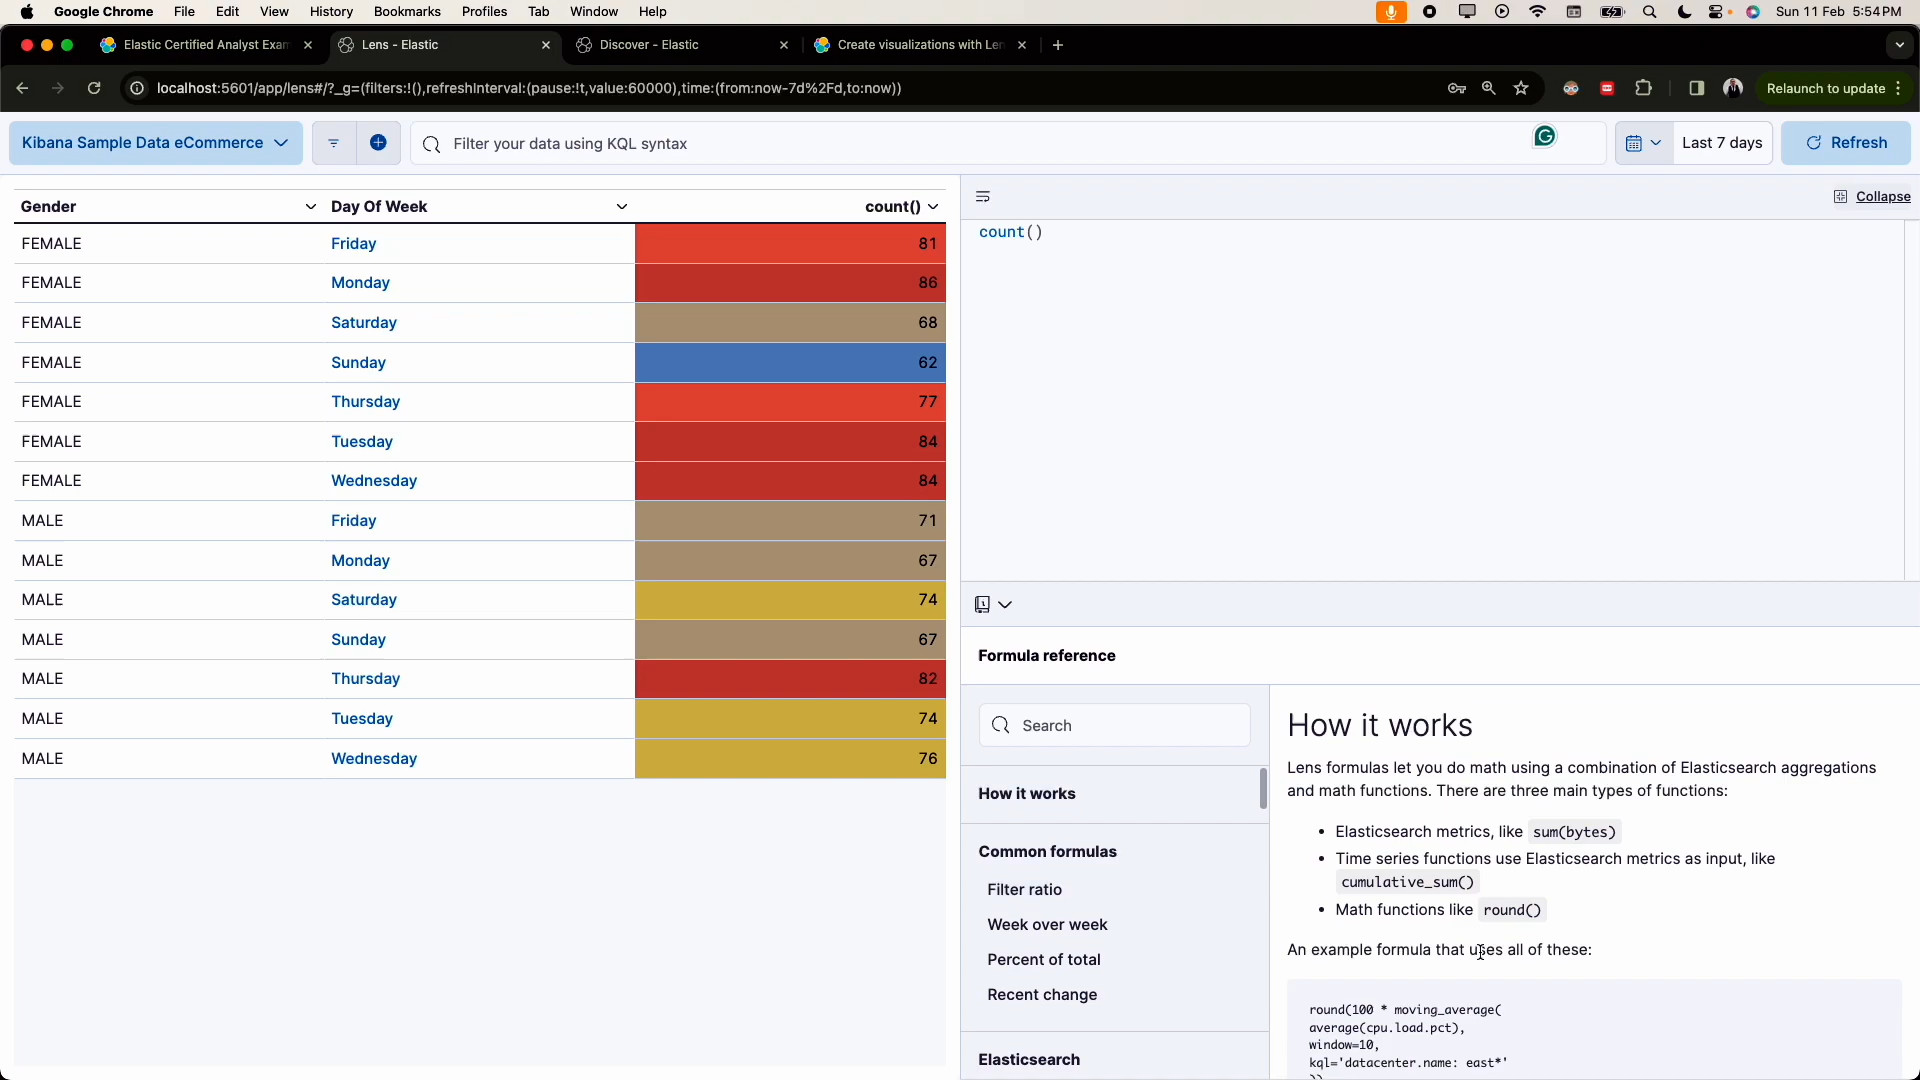 Google Chrome File Edit View History Bookmarks Profiles Tab Window Help Sun 11 Feb 5:54 PM
Elastic Certified Analyst Exam Lens - Elastic Discover - Elastic Create visualizations with Len
localhost:5601/app/lens#/?_g=(filters:!(),refreshInterval:(pause:!t,value:60000),time:(from:now-7d%2Fd,to:now)) Relaunch to update
Kibana Sample Data eCommerce Filter your data using KQL syntax Last 7 days Refresh
Gender Day Of Week count()
FEMALE Friday 81
FEMALE Monday 86
FEMALE Saturday 68
FEMALE Sunday 62
FEMALE Thursday 77
FEMALE Tuesday 84
FEMALE Wednesday 84
MALE Friday 71
MALE Monday 67
MALE Saturday 74
MALE Sunday 67
MALE Thursday 82
MALE Tuesday 74
MALE Wednesday 76
Collapse
count()
Formula reference
Search
How it works
Common formulas
Filter ratio
Week over week
Percent of total
Recent change
Elasticsearch
How it works
Lens formulas let you do math using a combination of Elasticsearch aggregations
and math functions. There are three main types of functions:
• Elasticsearch metrics, like sum(bytes)
• Time series functions use Elasticsearch metrics as input, like
cumulative_sum()
• Math functions like round()
An example formula that uses all of these:
round(100 * moving_average(
average(cpu.load.pct),
window=10,
kql='datacenter.name: east*'